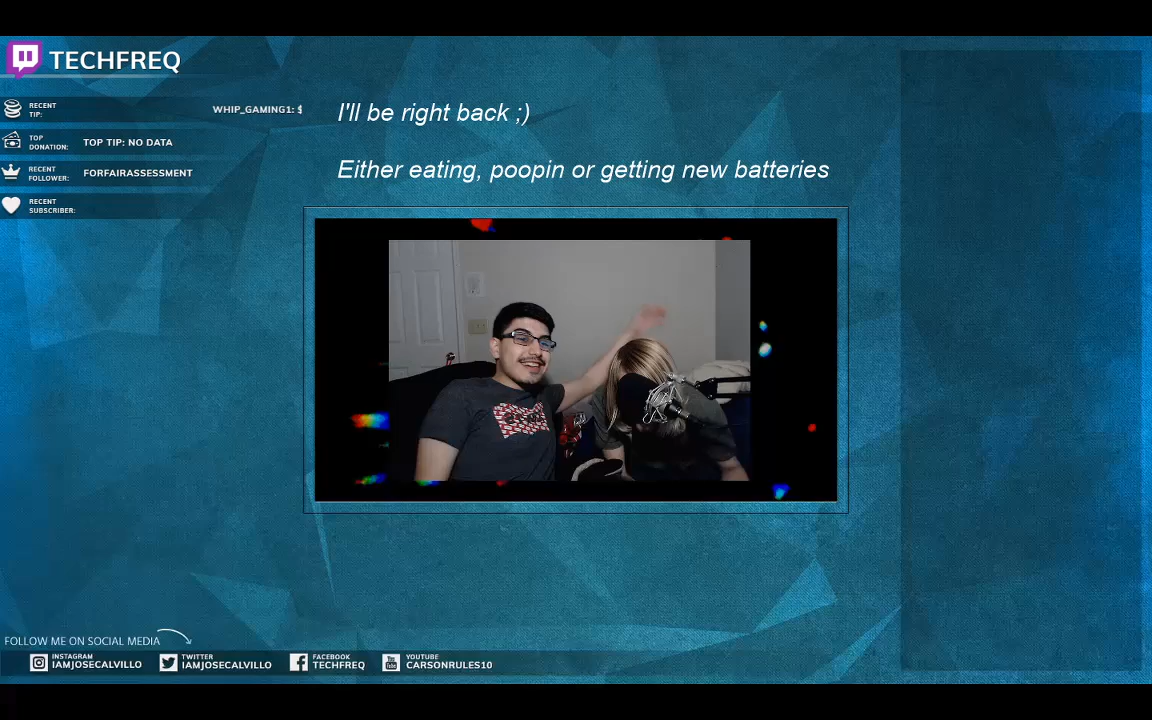 TECHFREQ
RECENT TIP:
WHIP_GAMING1: $
TOP DONATION:
TOP TIP: NO DATA
RECENT FOLLOWER:
FORFAIRASSESSMENT
RECENT SUBSCRIBER:
I'll be right back ;)
Either eating, poopin or getting new batteries
FOLLOW ME ON SOCIAL MEDIA
INSTAGRAM
IAMJOSECALVILLO
TWITTER
IAMJOSECALVILLO
FACEBOOK
TECHFREQ
YOUTUBE
CARSONRULES10